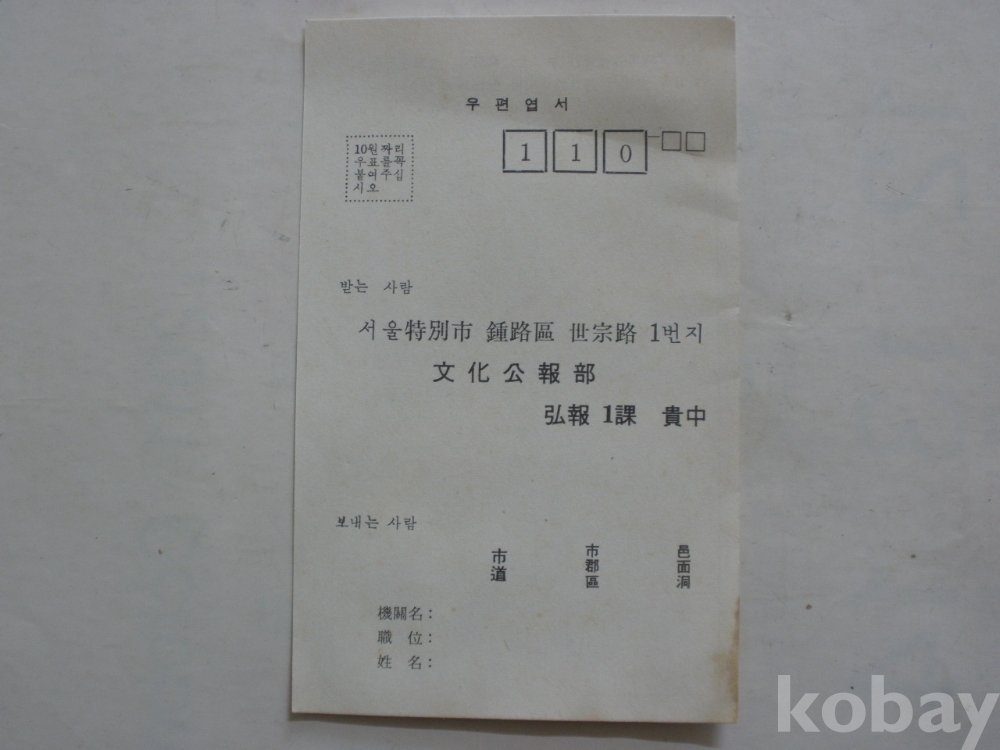 우편엽서
10원짜리
우표를꼭
붙여주십
시오
110-□□
받는 사람
서울特別市 鍾路區 世宗路 1번지
文化公報部
弘報 1課 貴中
보내는 사람
市道 市郡區 邑面洞
機關名:
職 位:
姓 名:
kobay